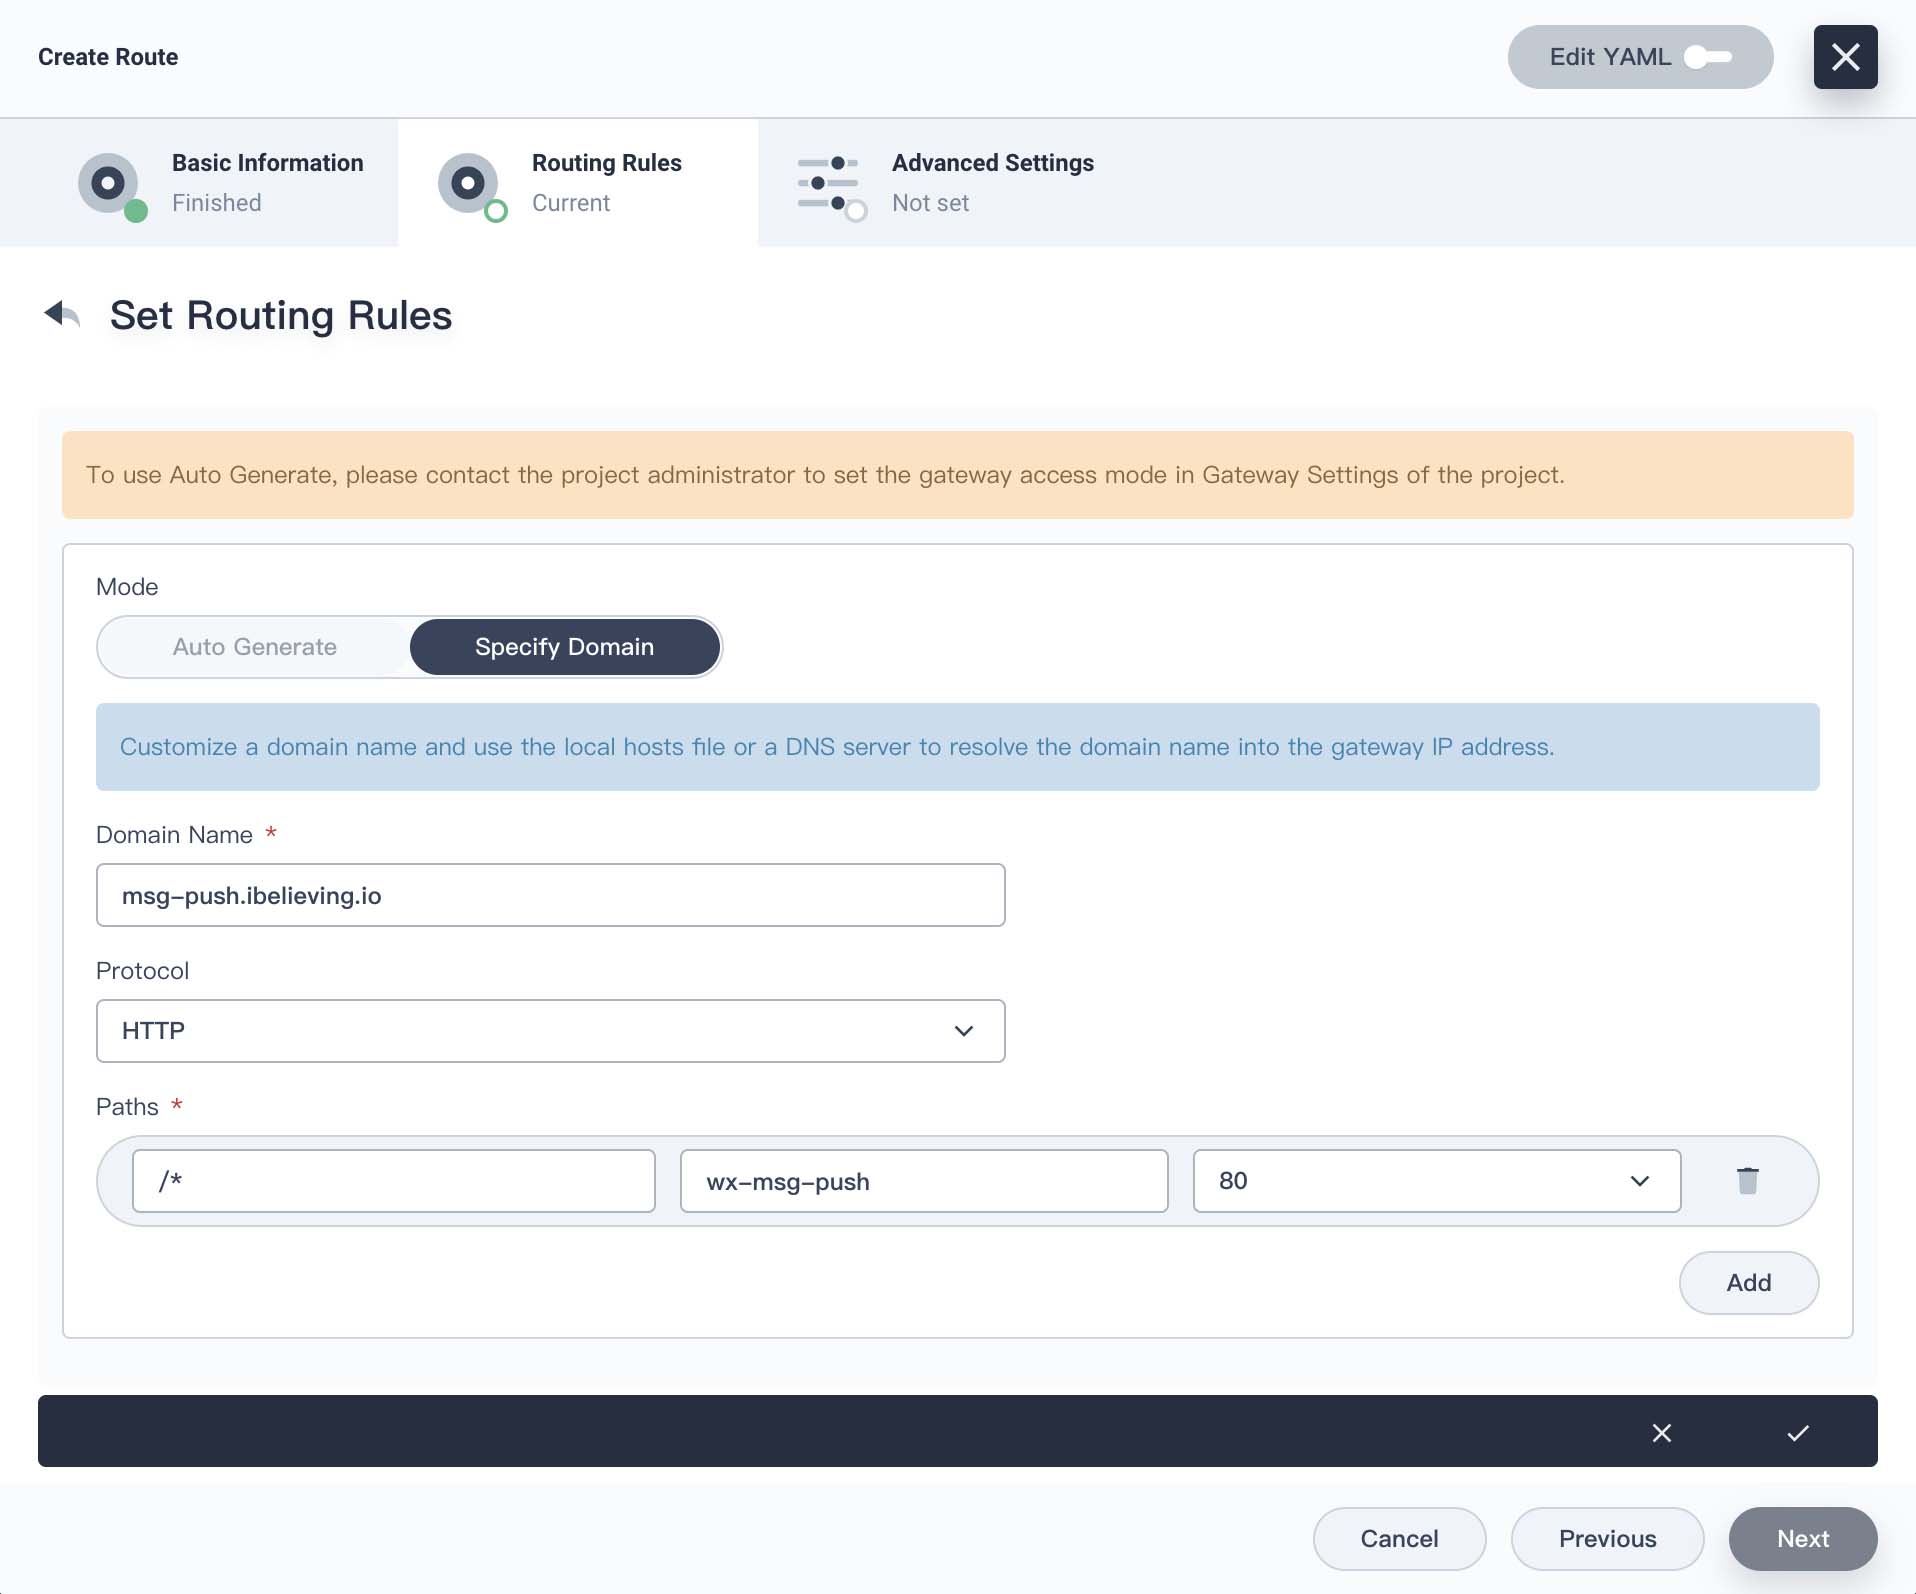 Create Route
Edit YAML
Basic Information
Finished
Routing Rules
Current
Advanced Settings
Not set
Set Routing Rules
To use Auto Generate, please contact the project administrator to set the gateway access mode in Gateway Settings of the project.
Mode
Auto Generate
Specify Domain
Customize a domain name and use the local hosts file or a DNS server to resolve the domain name into the gateway IP address.
Domain Name *
msg-push.ibelieving.io
Protocol
HTTP
Paths *
/*
wx-msg-push
80
Add
Cancel
Previous
Next